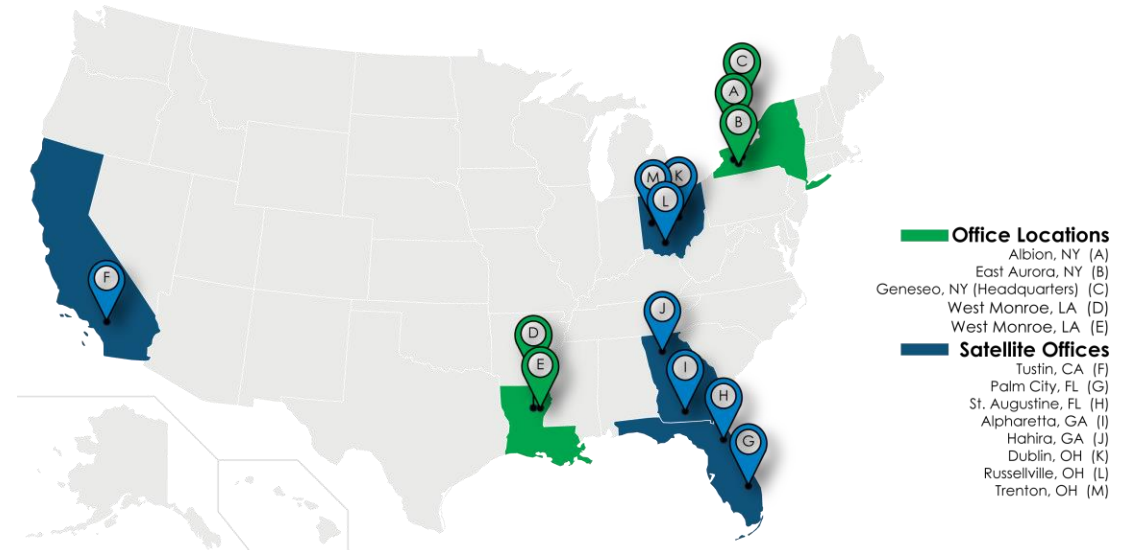 C
A
B
M K
L
F
J
D
I
E
H
G
Office Locations
Albion, NY (A)
East Aurora, NY (B)
Geneseo, NY (Headquarters) (C)
West Monroe, LA (D)
West Monroe, LA (E)
Satellite Offices
Tustin, CA (F)
Palm City, FL (G)
St. Augustine, FL (H)
Alpharetta, GA (I)
Hahira, GA (J)
Dublin, OH (K)
Russellville, OH (L)
Trenton, OH (M)